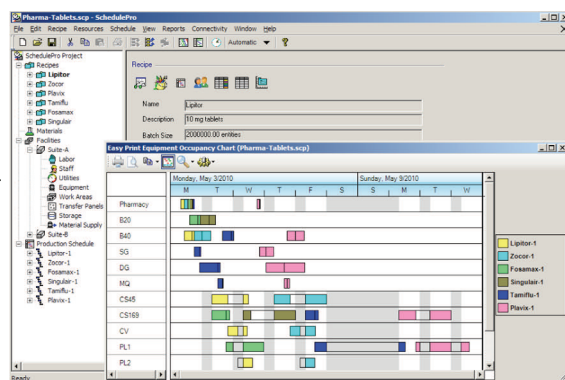 Pharma-Tablets.scp - SchedulePro
File Edit Recipe Resources Schedule View Reports Connectivity Window Help
Automatic
SchedulePro Project
Recipes
Lipitor
Zocor
Plavix
Tamiflu
Fosamax
Singulair
Materials
Facilities
Suite-A
Labor
Staff
Utilities
Equipment
Work Areas
Transfer Panels
Storage
Material Supply
Suite-B
Production Schedule
Lipitor-1
Zocor-1
Fosamax-1
Singulair-1
Tamiflu-1
Plavix-1
Ready
Recipe
Name Lipitor
Description 10 mg tablets
Batch Size 2000000.00 entities
Easy Print Equipment Occupancy Chart (Pharma-Tablets.scp)
Monday, May 3/2010 Sunday, May 9/2010
M T W T F S S M T W
Pharmacy
B20
B40
SG
DG
MQ
CS45
CS169
CV
PL1
PL2
Lipitor-1
Zocor-1
Fosamax-1
Singulair-1
Tamiflu-1
Plavix-1